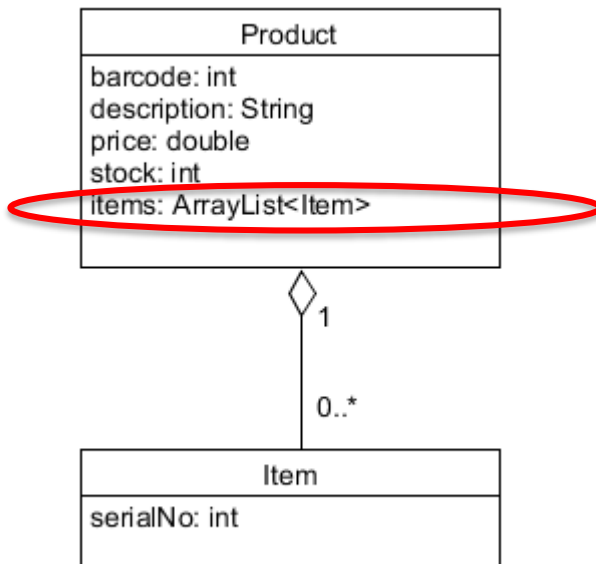 Product
barcode: int
description: String
price: double
stock: int
items: ArrayList<Item>
1
0..*
Item
serialNo: int